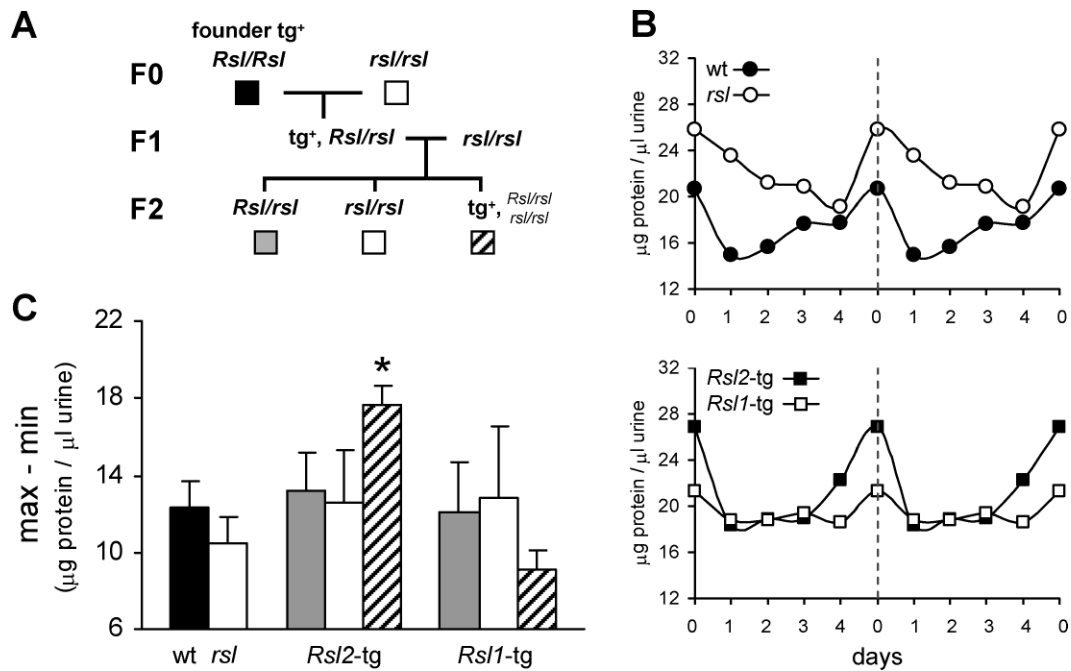 A
founder tg+
Rsl/Rsl rsl/rsl
F0
F1
tg+, Rsl/rsl rsl/rsl
F2
Rsl/rsl rsl/rsl tg+, Rsl/rsl
rsl/rsl
B
µg protein / µl urine
28
24
20
16
12
wt
rsl
0 1 2 3 4 0 1 2 3 4 0
µg protein / µl urine
28
24
20
16
12
Rsl2-tg
Rsl1-tg
0 1 2 3 4 0 1 2 3 4 0
days
C
max - min
(µg protein / µl urine)
22
18
14
10
6
*
wt rsl Rsl2-tg Rsl1-tg